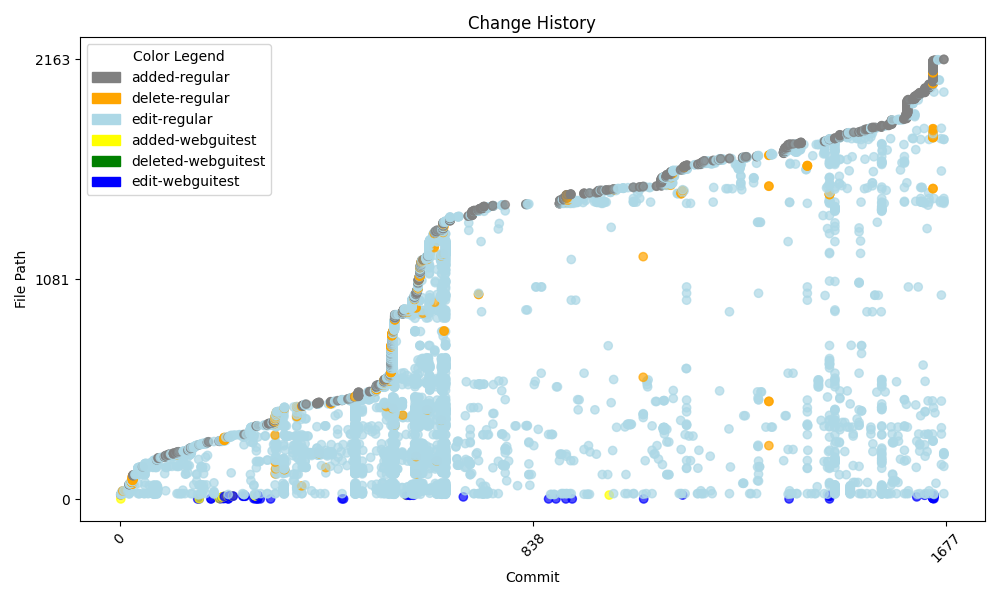 Change History
Color Legend
added-regular
delete-regular
edit-regular
added-webguitest
deleted-webguitest
edit-webguitest
2163
1081
0
File Path
0
838
1677
Commit